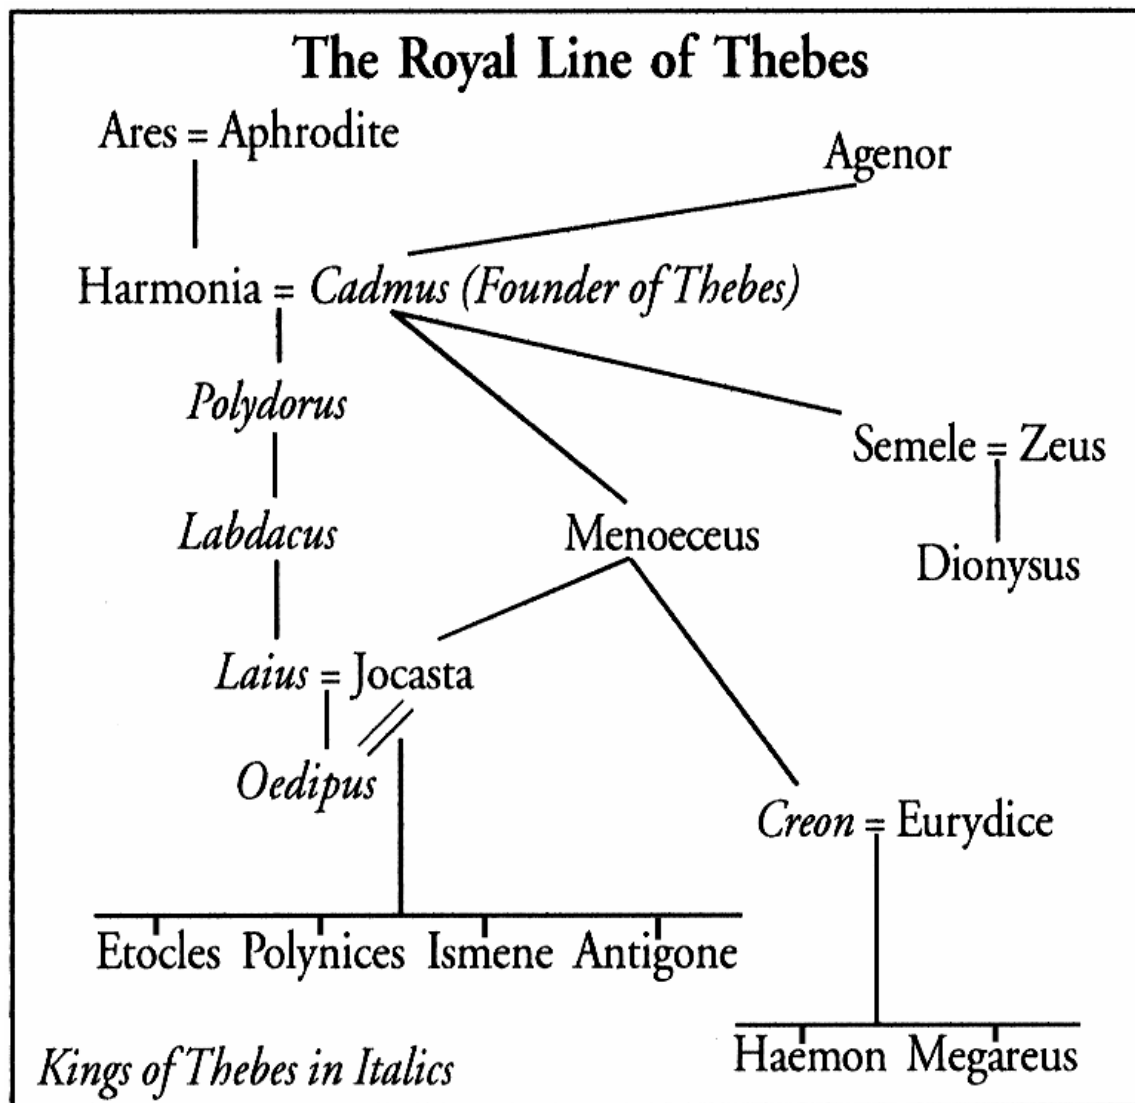 The Royal Line of Thebes
Ares = Aphrodite
Agenor
Harmonia = Cadmus (Founder of Thebes)
Polydorus
Semele = Zeus
Labdacus
Menoeceus
Dionysus
Laius = Jocasta
Oedipus
Creon = Eurydice
Etocles Polynices Ismene Antigone
Haemon Megareus
Kings of Thebes in Italics